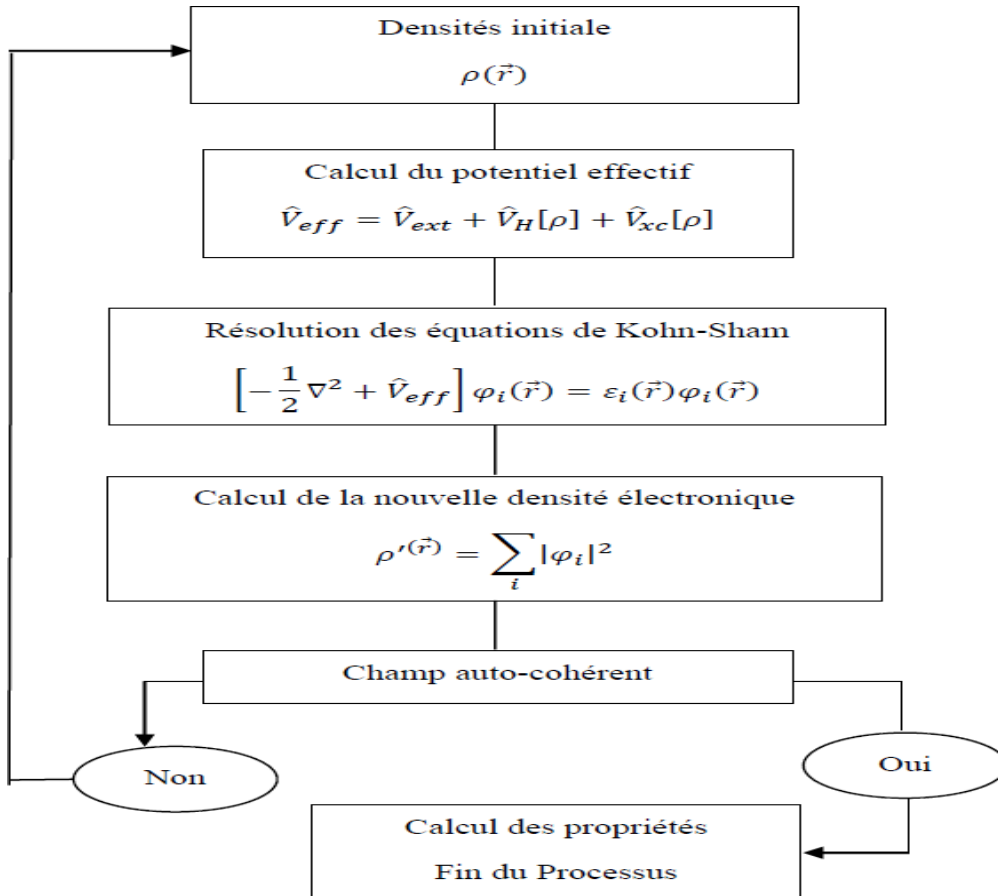 Densités initiale
ρ(r⃗)
Calcul du potentiel effectif
V̂eff = V̂ext + V̂H[ρ] + V̂xc[ρ]
Résolution des équations de Kohn-Sham
[−1/2 ∇² + V̂eff] φi(r⃗) = εi(r⃗)φi(r⃗)
Calcul de la nouvelle densité électronique
ρ′(r⃗) = ∑i |φi|²
Champ auto-cohérent
Non
Oui
Calcul des propriétés
Fin du Processus